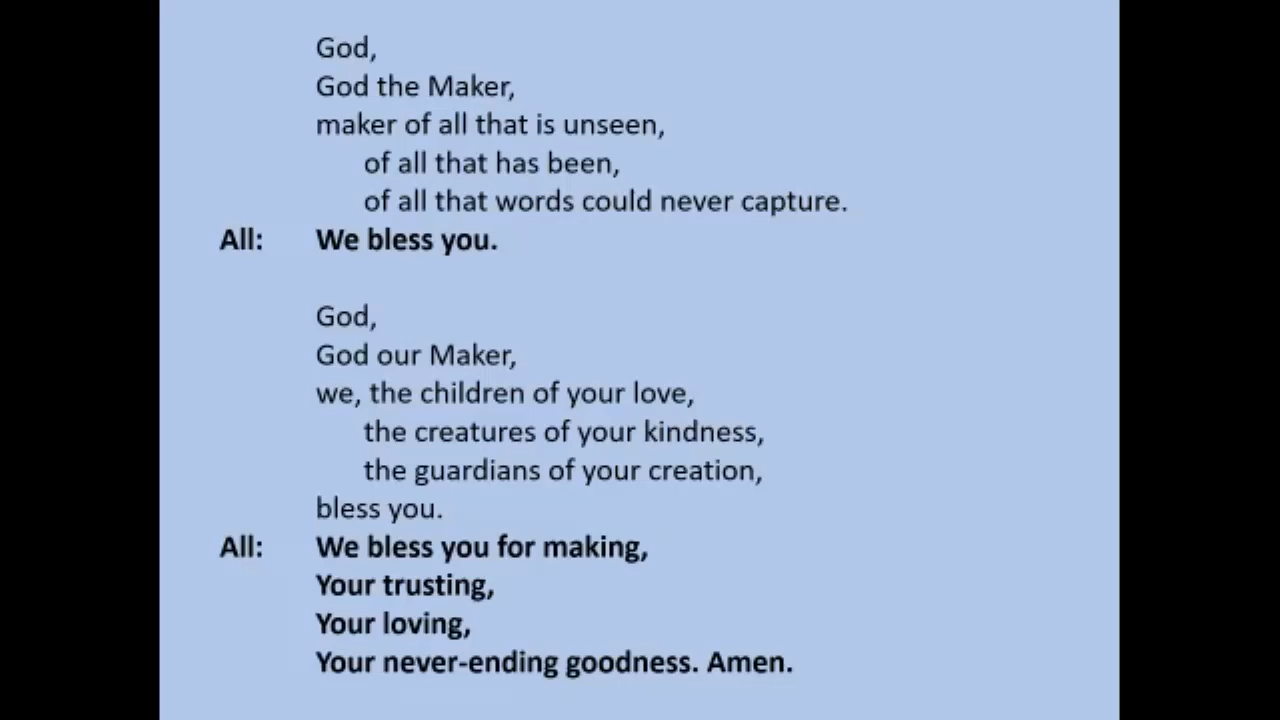 God,
God the Maker,
maker of all that is unseen,
of all that has been,
of all that words could never capture.
All: We bless you.
God,
God our Maker,
we, the children of your love,
the creatures of your kindness,
the guardians of your creation,
bless you.
All: We bless you for making,
Your trusting,
Your loving,
Your never-ending goodness. Amen.